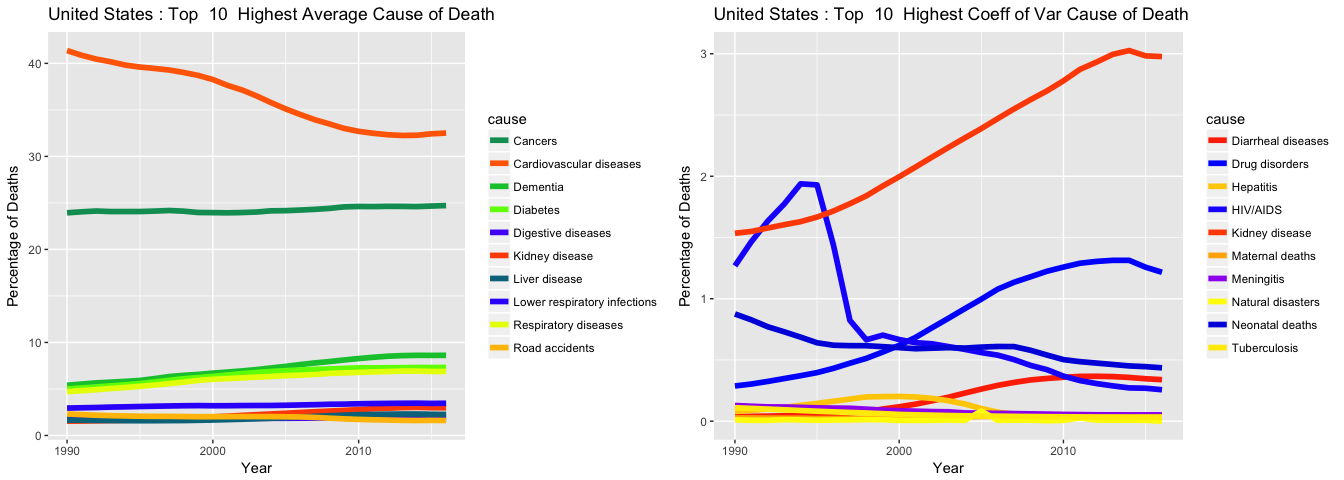 United States : Top  10  Highest Average Cause of Death
Percentage of Deaths
40
30
20
10
0
1990
2000
2010
Year
cause
Cancers
Cardiovascular diseases
Dementia
Diabetes
Digestive diseases
Kidney disease
Liver disease
Lower respiratory infections
Respiratory diseases
Road accidents
United States : Top  10  Highest Coeff of Var Cause of Death
Percentage of Deaths
3
2
1
0
1990
2000
2010
Year
cause
Diarrheal diseases
Drug disorders
Hepatitis
HIV/AIDS
Kidney disease
Maternal deaths
Meningitis
Natural disasters
Neonatal deaths
Tuberculosis